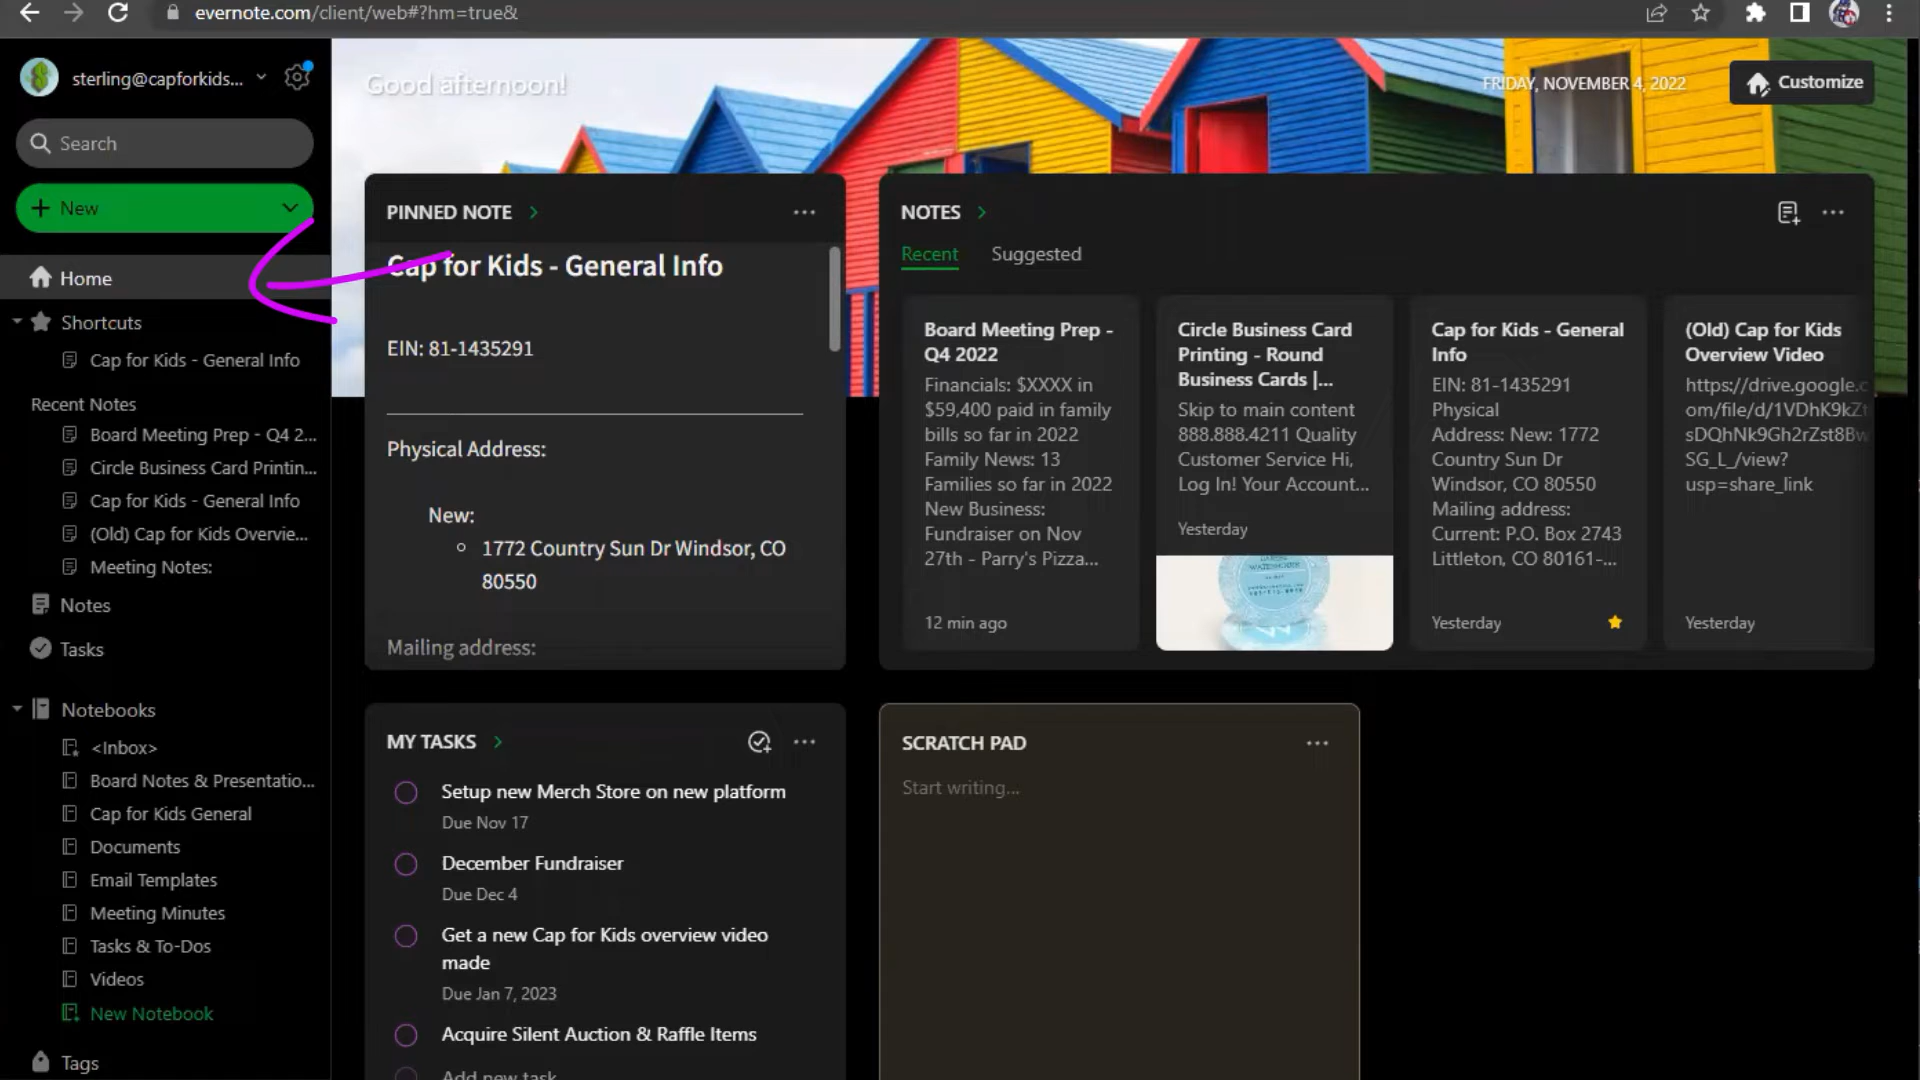 evernote.com/client/web#?hm=true&
sterling@capforkids...
Search
New
Home
Shortcuts
Cap for Kids - General Info
Recent Notes
Board Meeting Prep - Q4 2...
Circle Business Card Printin...
Cap for Kids - General Info
(Old) Cap for Kids Overvie...
Meeting Notes:
Notes
Tasks
Notebooks
<Inbox>
Board Notes & Presentatio...
Cap for Kids General
Documents
Email Templates
Meeting Minutes
Tasks & To-Dos
Videos
New Notebook
Tags
Good afternoon!
FRIDAY, NOVEMBER 4, 2022
Customize
PINNED NOTE
Cap for Kids - General Info
EIN: 81-1435291
Physical Address:
New:
1772 Country Sun Dr Windsor, CO
80550
Mailing address:
NOTES
Recent
Suggested
Board Meeting Prep -
Q4 2022
Financials: $XXXX in
$59,400 paid in family
bills so far in 2022
Family News: 13
Families so far in 2022
New Business:
Fundraiser on Nov
27th - Parry's Pizza...
12 min ago
Circle Business Card
Printing - Round
Business Cards |...
Skip to main content
888.888.4211 Quality
Customer Service Hi,
Log In! Your Account...
Yesterday
Cap for Kids - General
Info
EIN: 81-1435291
Physical
Address: New: 1772
Country Sun Dr
Windsor, CO 80550
Mailing address:
Current: P.O. Box 2743
Littleton, CO 80161-...
Yesterday
(Old) Cap for Kids
Overview Video
https://drive.google.c
om/file/d/1VDhK9kZt
sDQhNk9Gh2rZst8Bw
SG_L_/view?
usp=share_link
Yesterday
MY TASKS
Setup new Merch Store on new platform
Due Nov 17
December Fundraiser
Due Dec 4
Get a new Cap for Kids overview video
made
Due Jan 7, 2023
Acquire Silent Auction & Raffle Items
Add new task
SCRATCH PAD
Start writing...